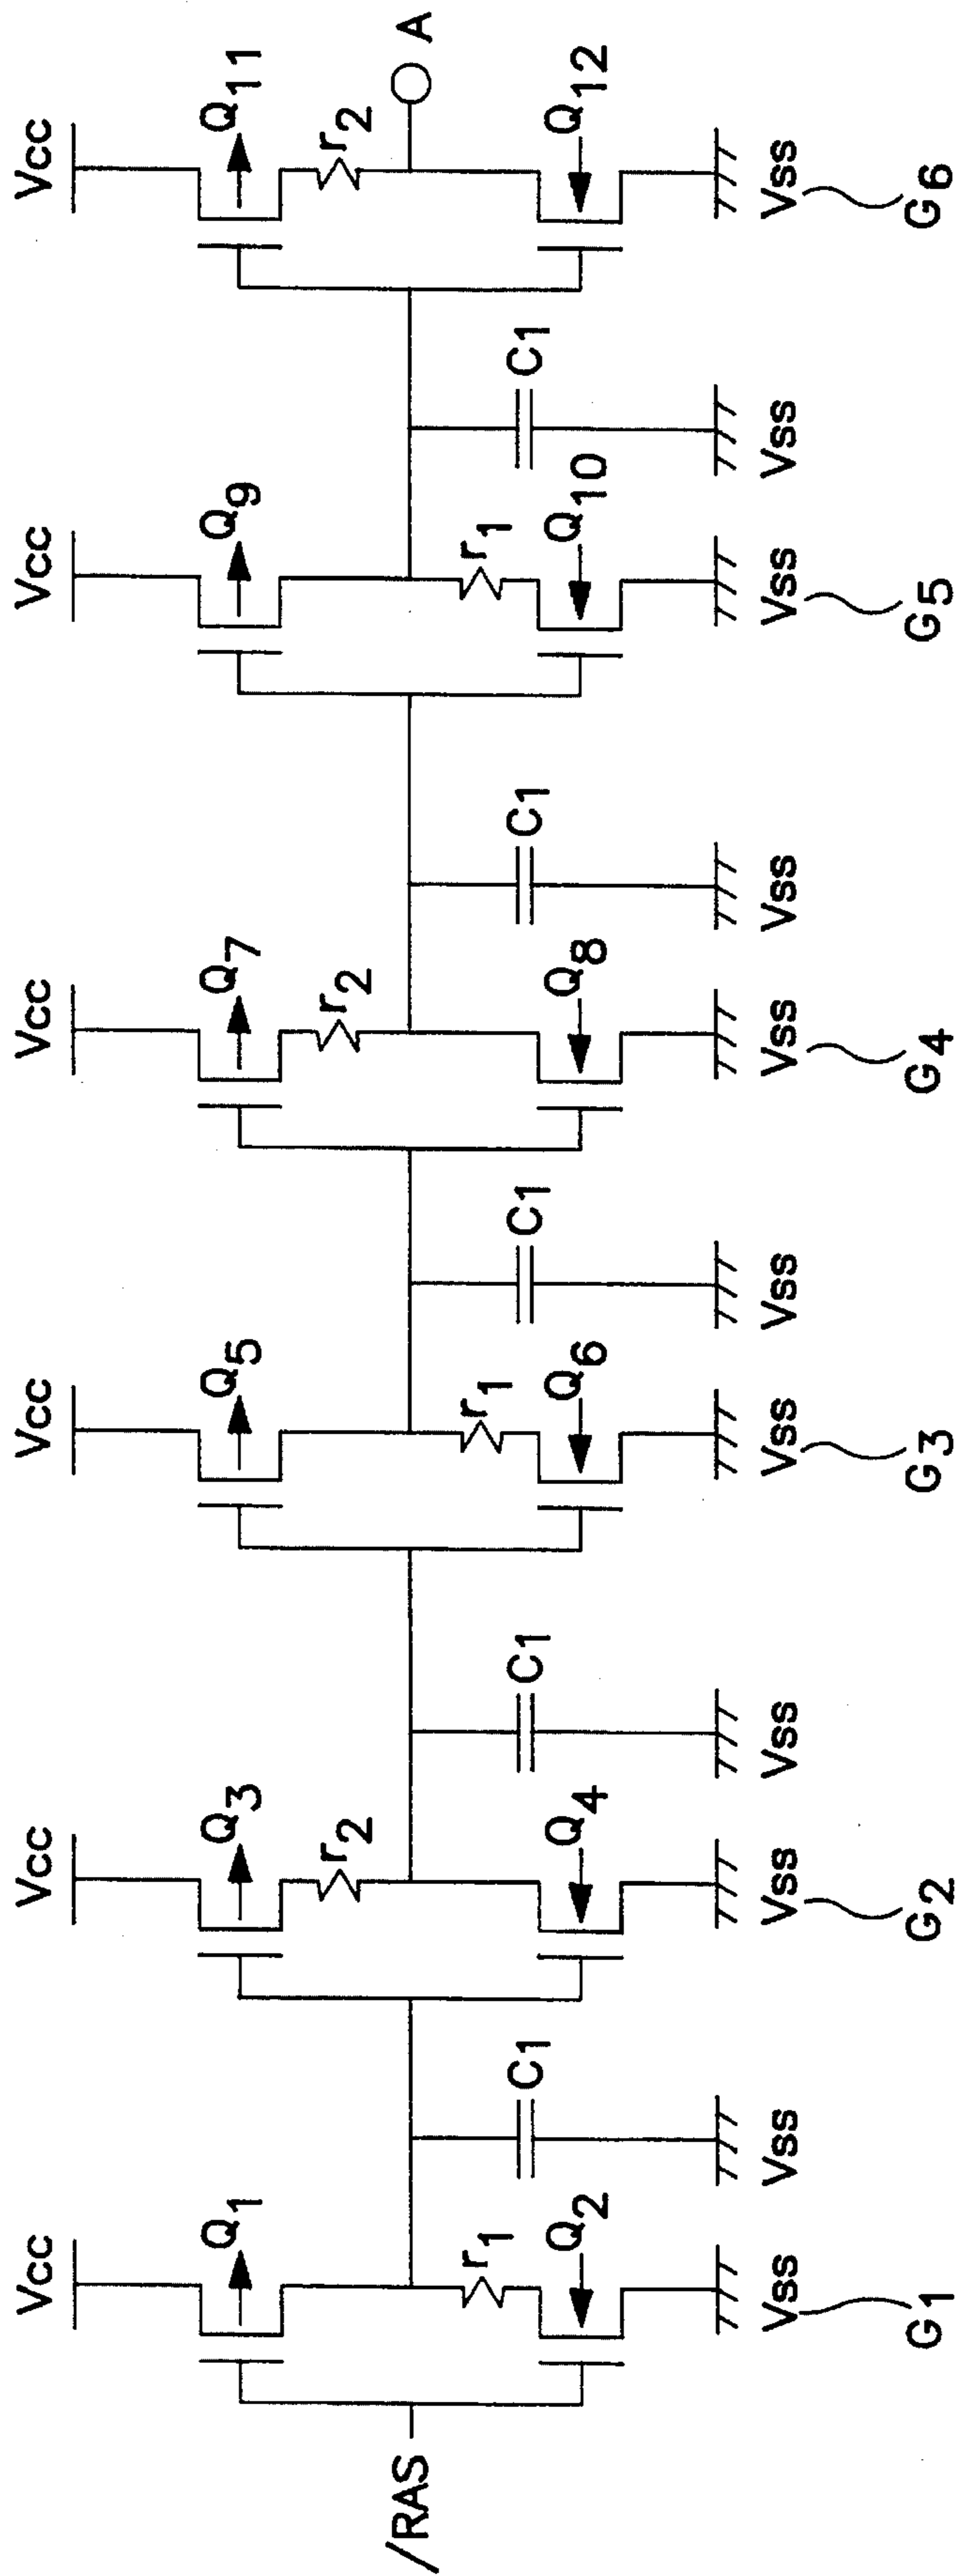 Vcc Vcc Vcc Vcc Vcc Vcc
Q1 Q3 Q5 Q7 Q9 Q11
r2 r2 r2
/RAS A
r1 r1 r1
C1 C1 C1 C1 C1
Q2 Q4 Q6 Q8 Q10 Q12
Vss Vss Vss Vss Vss Vss Vss Vss Vss Vss Vss
G1 G2 G3 G4 G5 G6